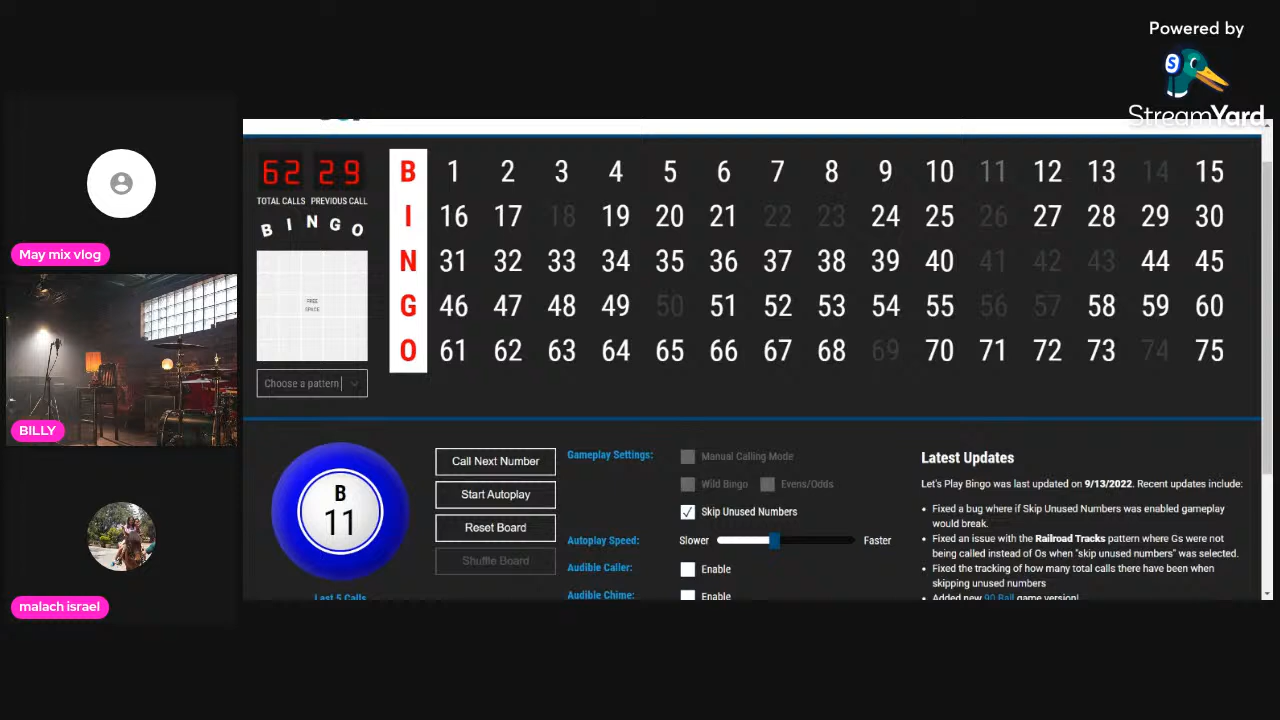 Powered by
StreamYard
62 29
TOTAL CALLS PREVIOUS CALL
B I N G O
FREE
SPACE
Choose a pattern
B 1 2 3 4 5 6 7 8 9 10 11 12 13 14 15
I 16 17 18 19 20 21 22 23 24 25 26 27 28 29 30
N 31 32 33 34 35 36 37 38 39 40 41 42 43 44 45
G 46 47 48 49 50 51 52 53 54 55 56 57 58 59 60
O 61 62 63 64 65 66 67 68 69 70 71 72 73 74 75
May mix vlog
BILLY
malach israel
B
11
Last 5 Calls
Call Next Number
Start Autoplay
Reset Board
Shuffle Board
Gameplay Settings:
Manual Calling Mode
Wild Bingo Evens/Odds
Skip Unused Numbers
Autoplay Speed: Slower Faster
Audible Caller: Enable
Audible Chime: Enable
Latest Updates
Let's Play Bingo was last updated on 9/13/2022. Recent updates include:
• Fixed a bug where if Skip Unused Numbers was enabled gameplay
would break.
• Fixed an issue with the Railroad Tracks pattern where Gs were not
being called instead of Os when "skip unused numbers" was selected.
• Fixed the tracking of how many total calls there have been when
skipping unused numbers
• Added new 90 Ball game version!